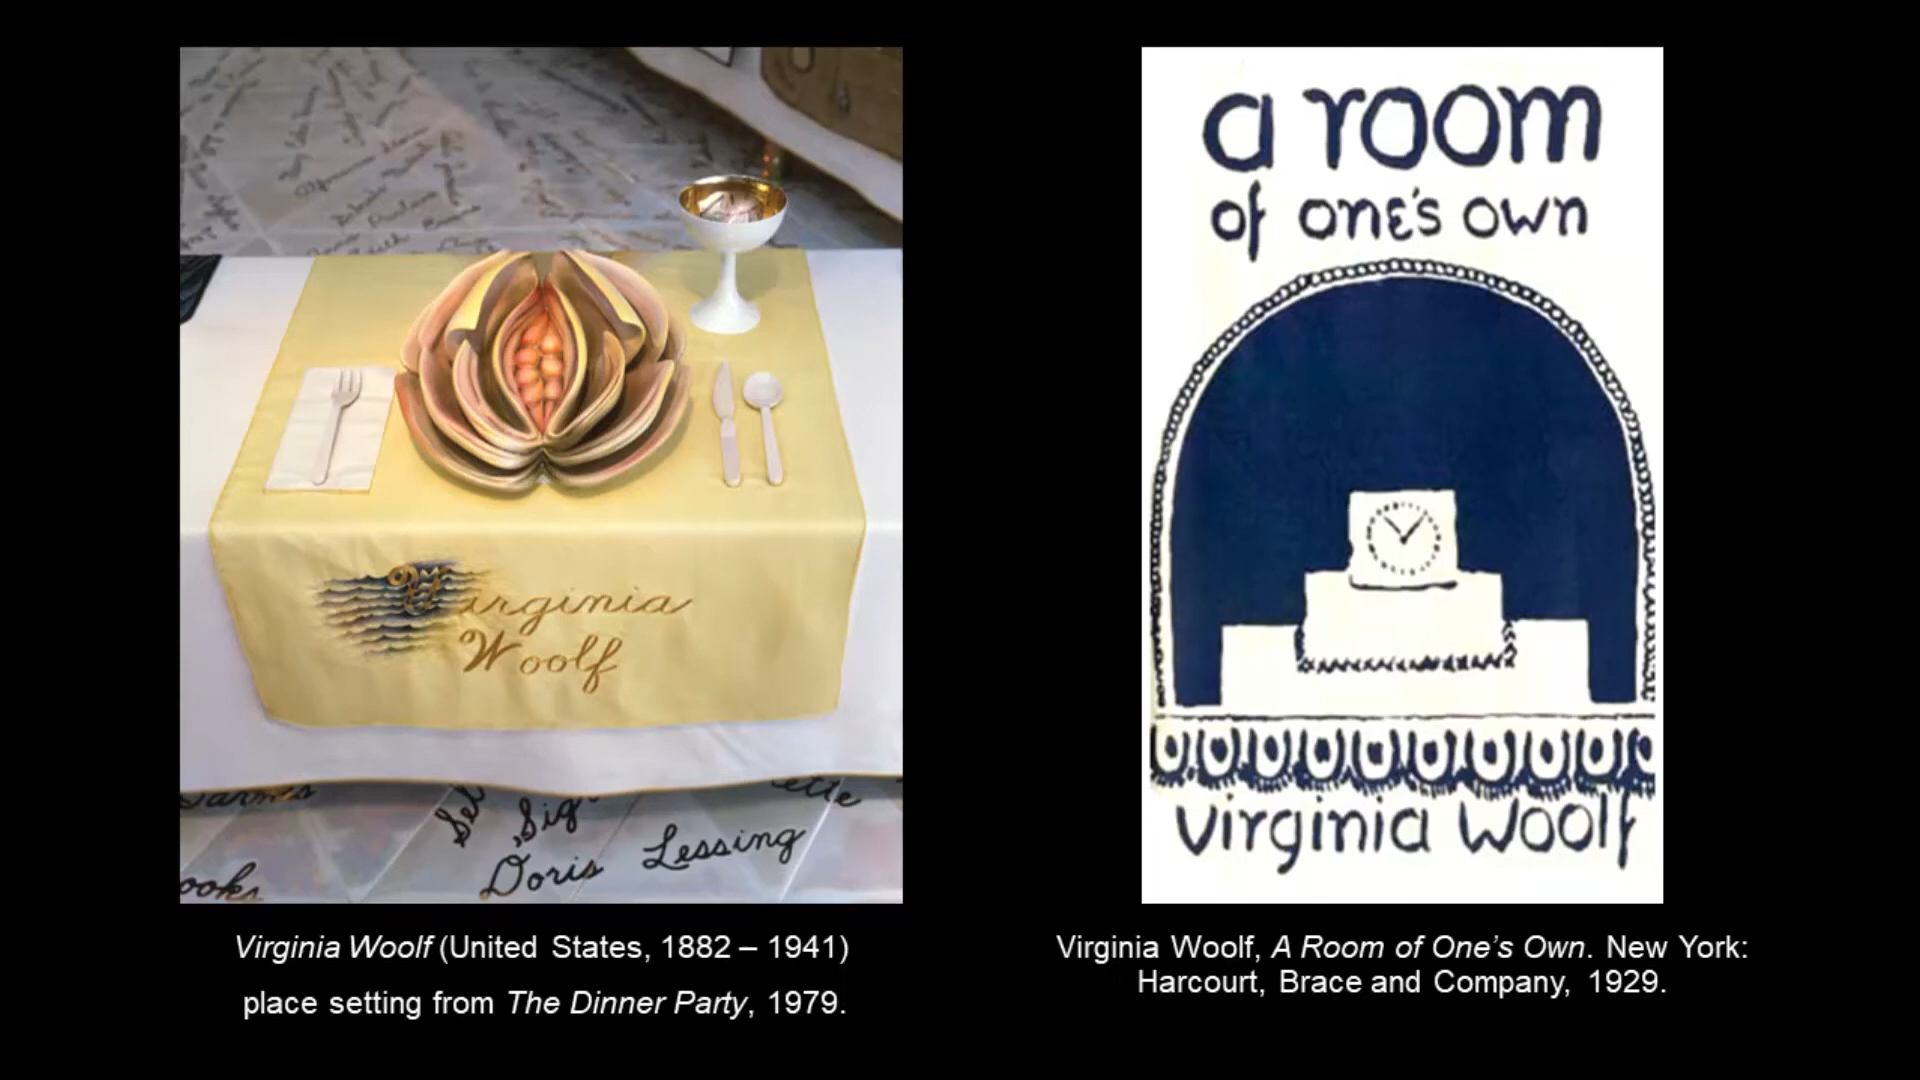 Virginia
Woolf
Doris Lessing
a room
of one's own
virginia woolf
Virginia Woolf (United States, 1882 – 1941)
place setting from The Dinner Party, 1979.
Virginia Woolf, A Room of One's Own. New York:
Harcourt, Brace and Company, 1929.